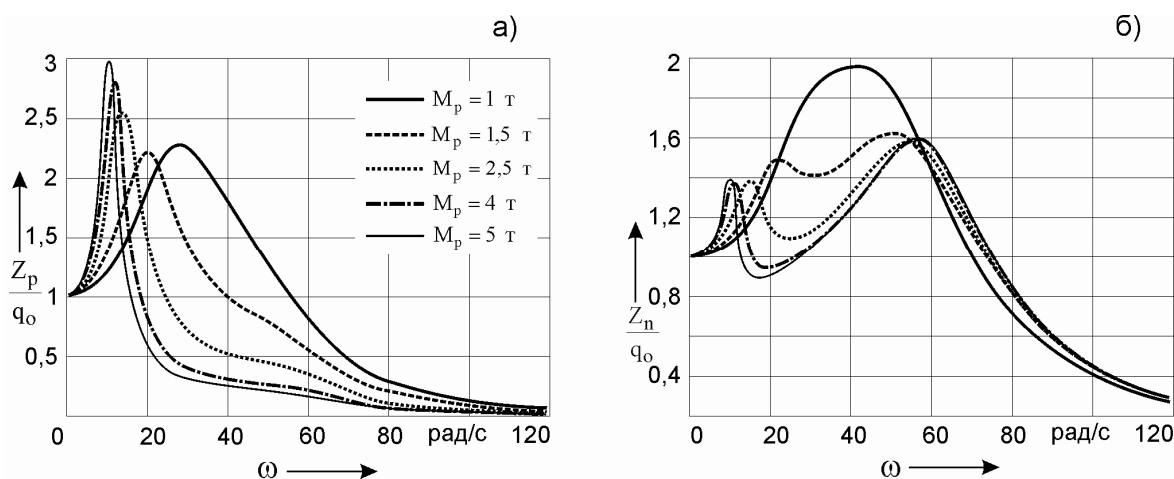 а)
3
2,5
2
1,5
1
0,5
Zp
qo
Mp = 1 т
Mp = 1,5 т
Mp = 2,5 т
Mp = 4 т
Mp = 5 т
0 20 40 60 80 рад/с 120
ω
б)
2
1,6
1,2
0,8
0,4
Zn
qo
0 20 40 60 80 рад/с 120
ω